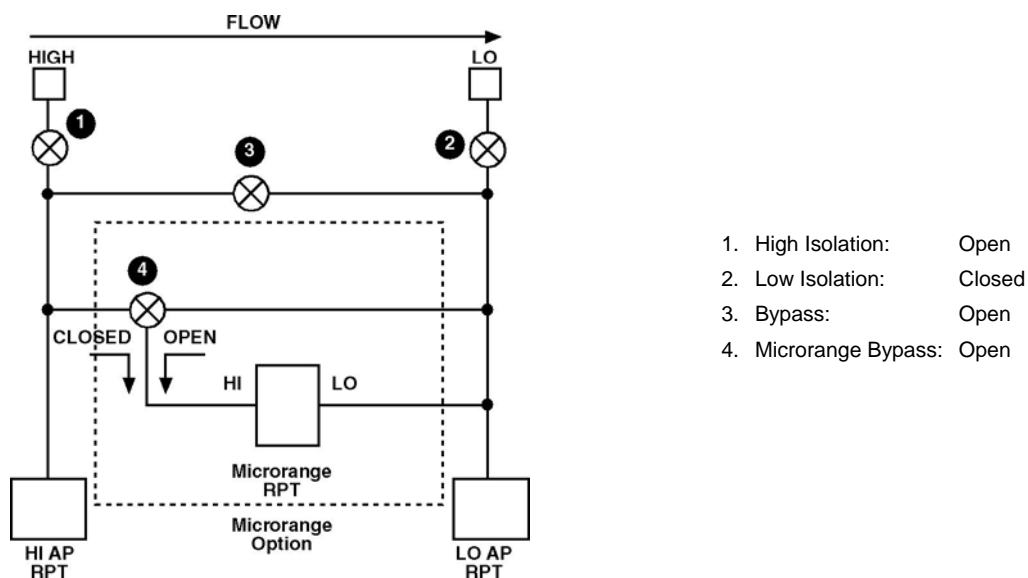 FLOW
HIGH
LO
1
2
3
4
CLOSED
OPEN
HI
LO
Microrange
RPT
Microrange
Option
HI AP
RPT
LO AP
RPT
1. High Isolation: Open
2. Low Isolation: Closed
3. Bypass: Open
4. Microrange Bypass: Open